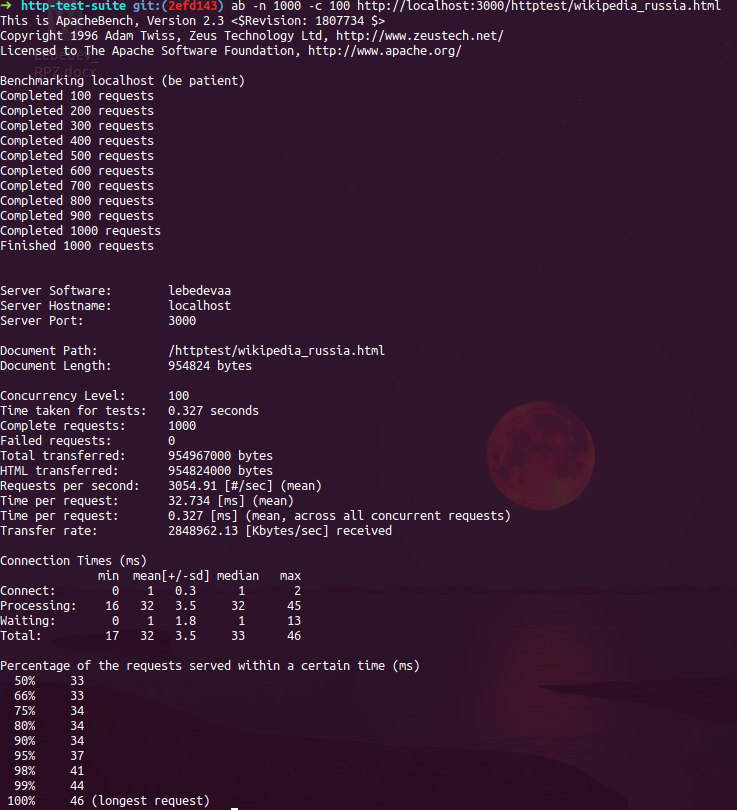 ➜ http-test-suite git:(2efd143) ab -n 1000 -c 100 http://localhost:3000/httptest/wikipedia_russia.html
This is ApacheBench, Version 2.3 <$Revision: 1807734 $>
Copyright 1996 Adam Twiss, Zeus Technology Ltd, http://www.zeustech.net/
Licensed to The Apache Software Foundation, http://www.apache.org/
Lebedev_
RPZ.docx
Benchmarking localhost (be patient)
Completed 100 requests
Completed 200 requests
Completed 300 requests
Completed 400 requests
Completed 500 requests
Completed 600 requests
Completed 700 requests
Completed 800 requests
Completed 900 requests
Completed 1000 requests
Finished 1000 requests
Server Software: lebedevaa
Server Hostname: localhost
Server Port: 3000
Document Path: /httptest/wikipedia_russia.html
Document Length: 954824 bytes
Concurrency Level: 100
Time taken for tests: 0.327 seconds
Complete requests: 1000
Failed requests: 0
Total transferred: 954967000 bytes
HTML transferred: 954824000 bytes
Requests per second: 3054.91 [#/sec] (mean)
Time per request: 32.734 [ms] (mean)
Time per request: 0.327 [ms] (mean, across all concurrent requests)
Transfer rate: 2848962.13 [Kbytes/sec] received
Connection Times (ms)
min mean[+/-sd] median max
Connect: 0 1 0.3 1 2
Processing: 16 32 3.5 32 45
Waiting: 0 1 1.8 1 13
Total: 17 32 3.5 33 46
Percentage of the requests served within a certain time (ms)
50% 33
66% 33
75% 34
80% 34
90% 34
95% 37
98% 41
99% 44
100% 46 (longest request)